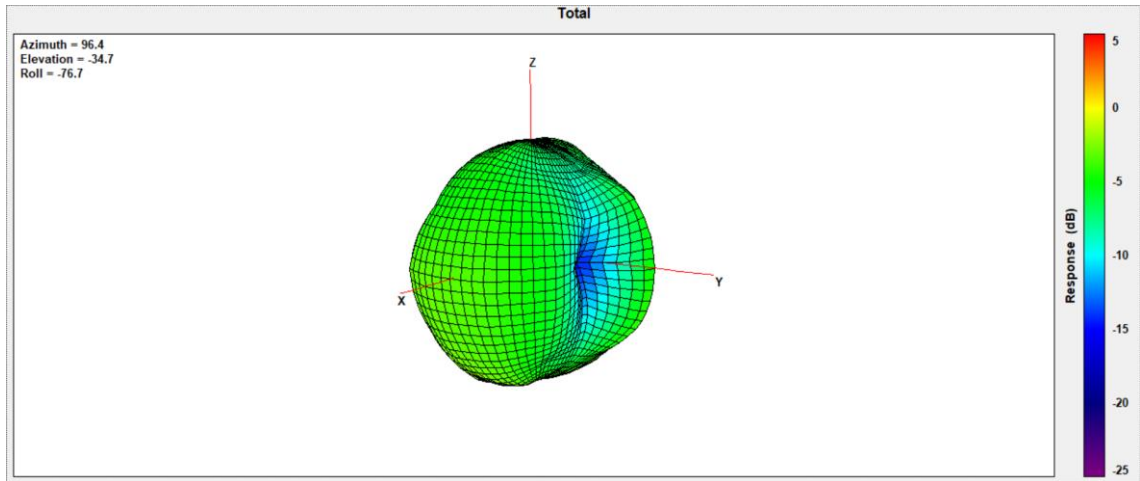 Total
Azimuth = 96.4
Elevation = -34.7
Roll = -76.7
Z
X
Y
5
0
-5
-10
-15
-20
-25
Response (dB)